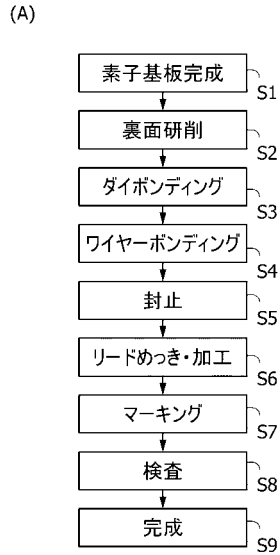 (A)
素子基板完成
S1
裏面研削
S2
ダイボンディング
S3
ワイヤーボンディング
S4
封止
S5
リードめっき・加工
S6
マーキング
S7
検査
S8
完成
S9